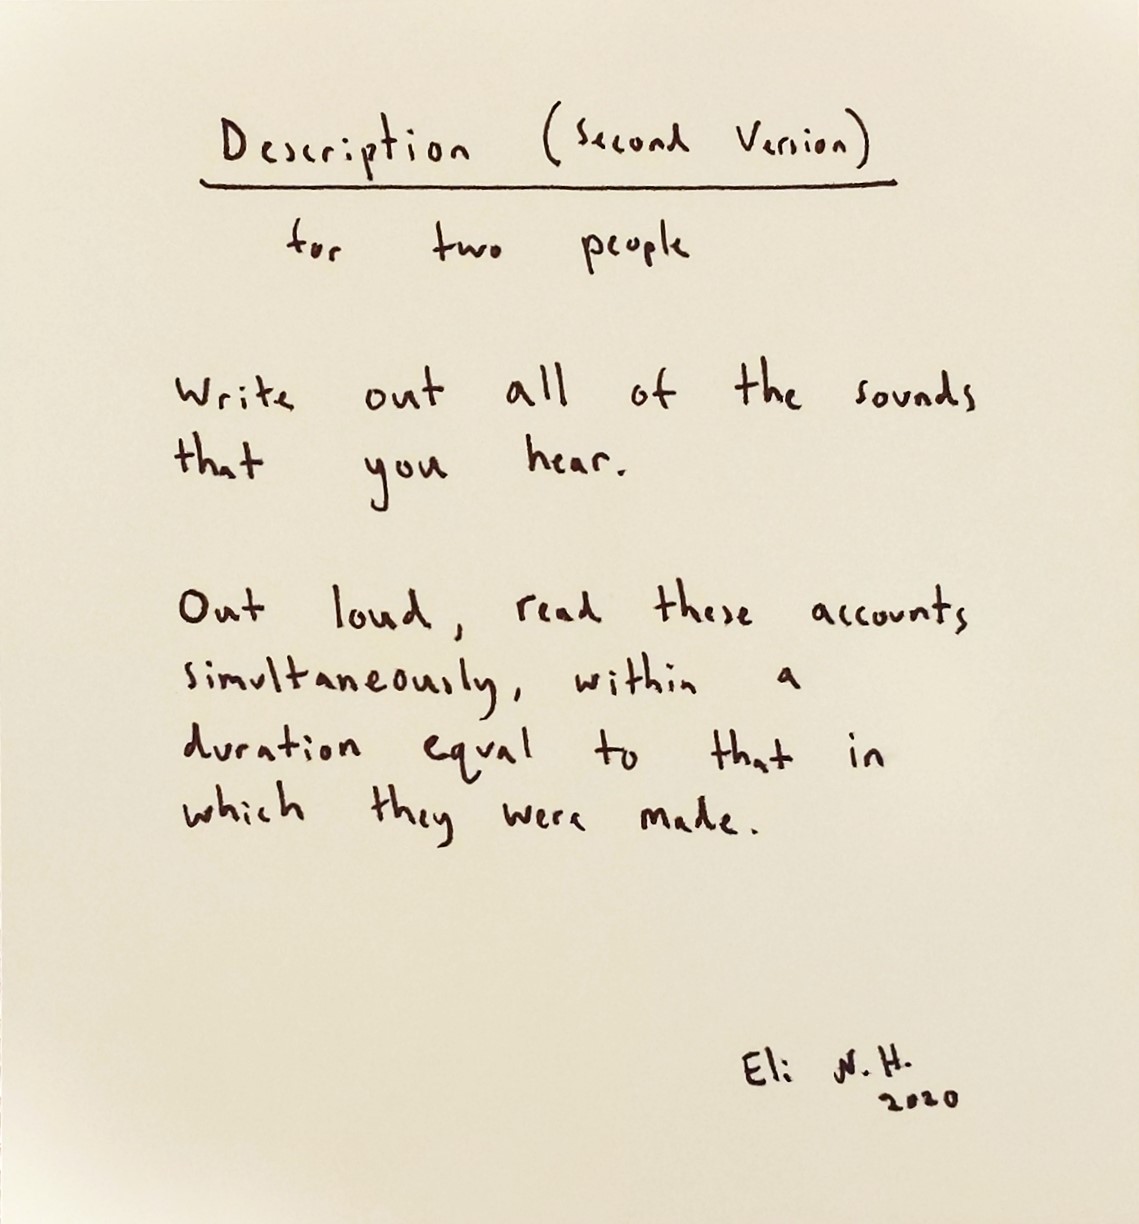 Description (Second Version)
for two people
Write out all of the sounds
that you hear.
Out loud, read these accounts
simultaneously, within a
duration equal to that in
which they were made.
Eli N.H.
2020